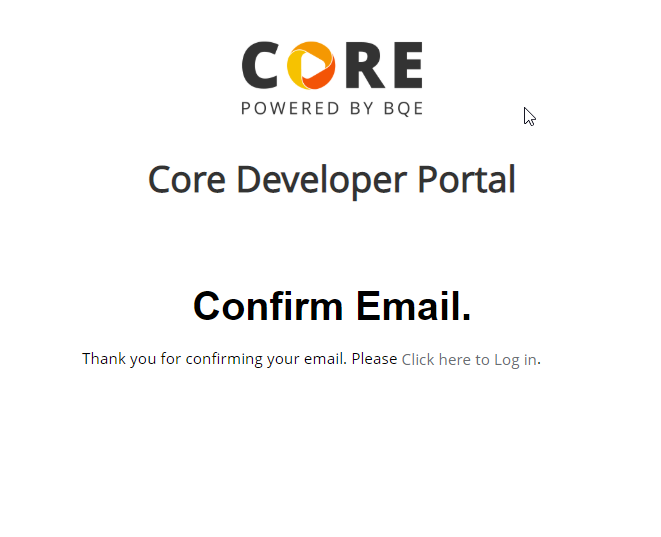 CORE
POWERED BY BQE
Core Developer Portal
Confirm Email.
Thank you for confirming your email. Please Click here to Log in.